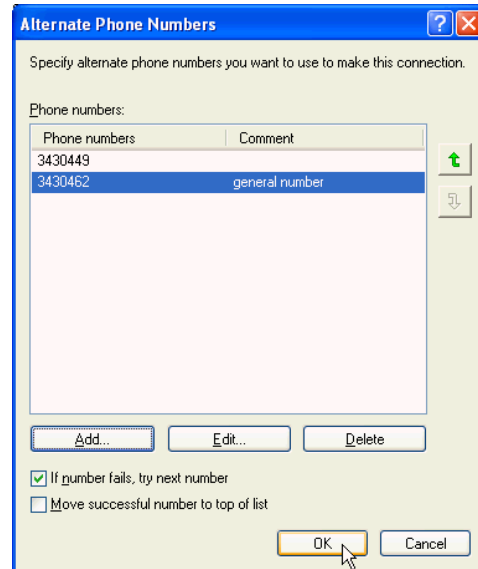 Alternate Phone Numbers
Specify alternate phone numbers you want to use to make this connection.
Phone numbers:
Phone numbers Comment
3430449
3430462 general number
Add... Edit... Delete
If number fails, try next number
Move successful number to top of list
OK Cancel